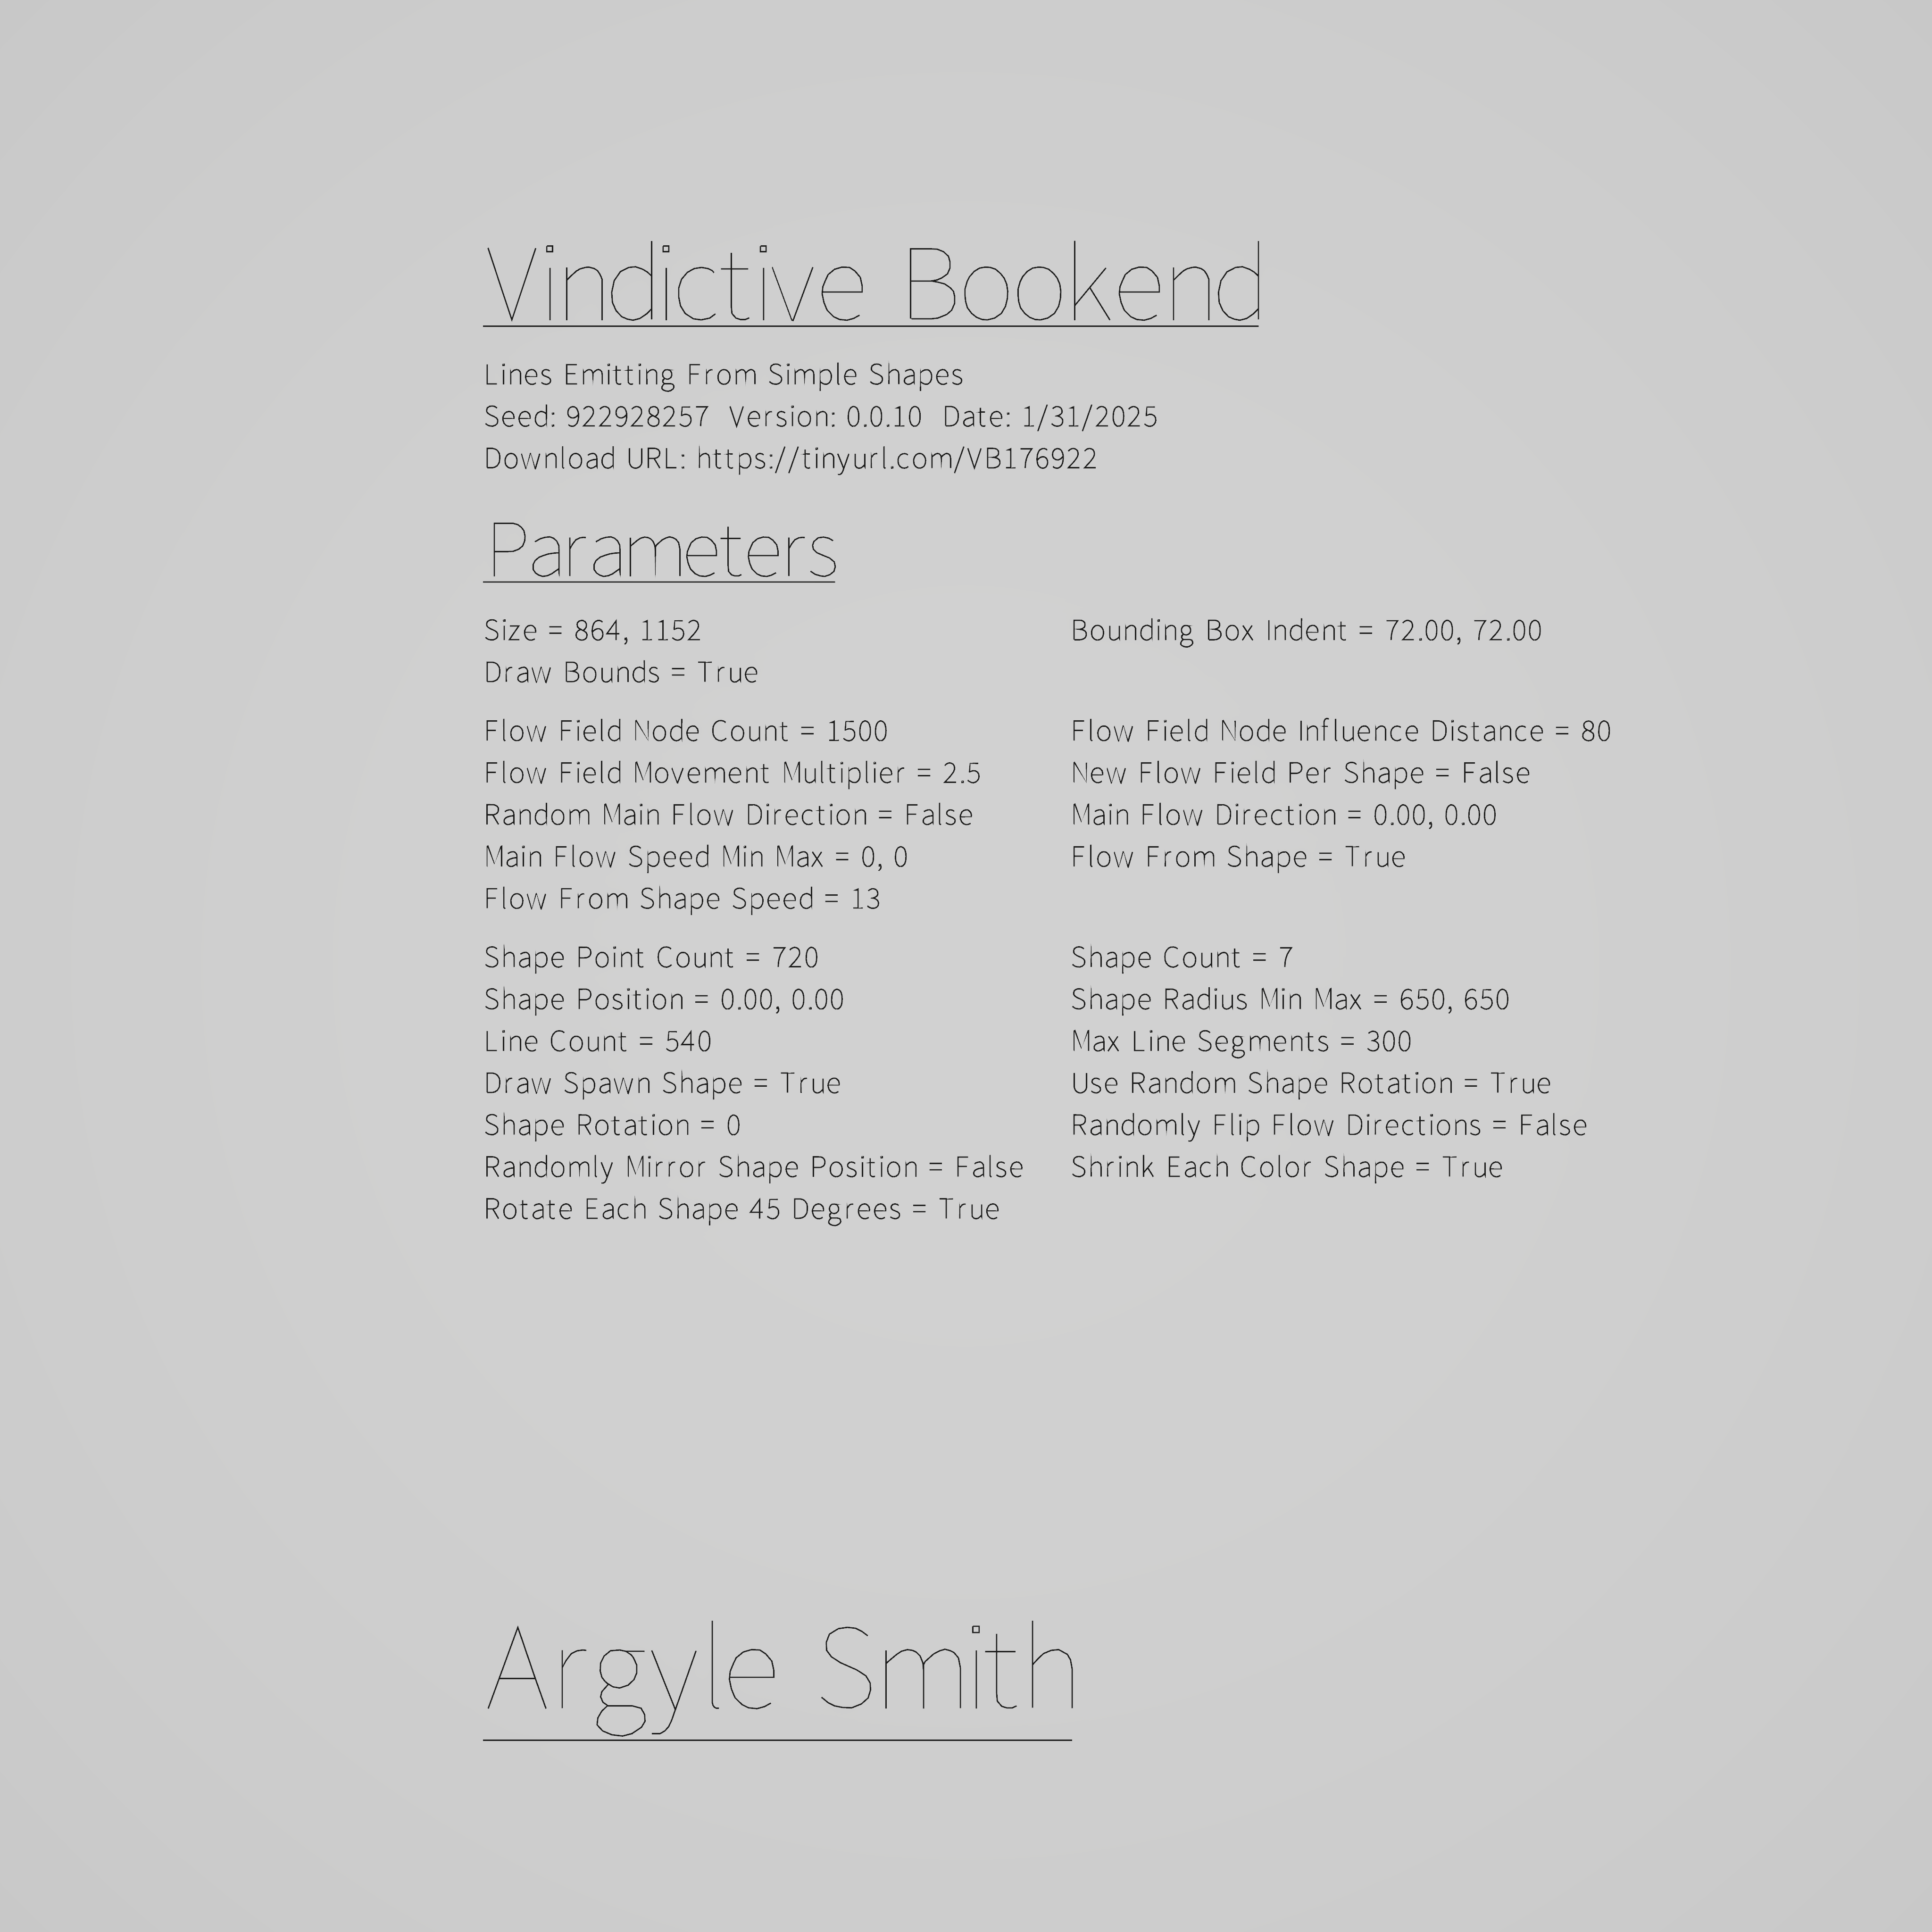 Vindictive Bookend
Lines Emitting From Simple Shapes
Seed: 922928257 Version: 0.0.10 Date: 1/31/2025
Download URL: https://tinyurl.com/VB176922
Parameters
Size = 864, 1152 Bounding Box Indent = 72.00, 72.00
Draw Bounds = True
Flow Field Node Count = 1500 Flow Field Node Influence Distance = 80
Flow Field Movement Multiplier = 2.5 New Flow Field Per Shape = False
Random Main Flow Direction = False Main Flow Direction = 0.00, 0.00
Main Flow Speed Min Max = 0, 0 Flow From Shape = True
Flow From Shape Speed = 13
Shape Point Count = 720 Shape Count = 7
Shape Position = 0.00, 0.00 Shape Radius Min Max = 650, 650
Line Count = 540 Max Line Segments = 300
Draw Spawn Shape = True Use Random Shape Rotation = True
Shape Rotation = 0 Randomly Flip Flow Directions = False
Randomly Mirror Shape Position = False Shrink Each Color Shape = True
Rotate Each Shape 45 Degrees = True
Argyle Smith